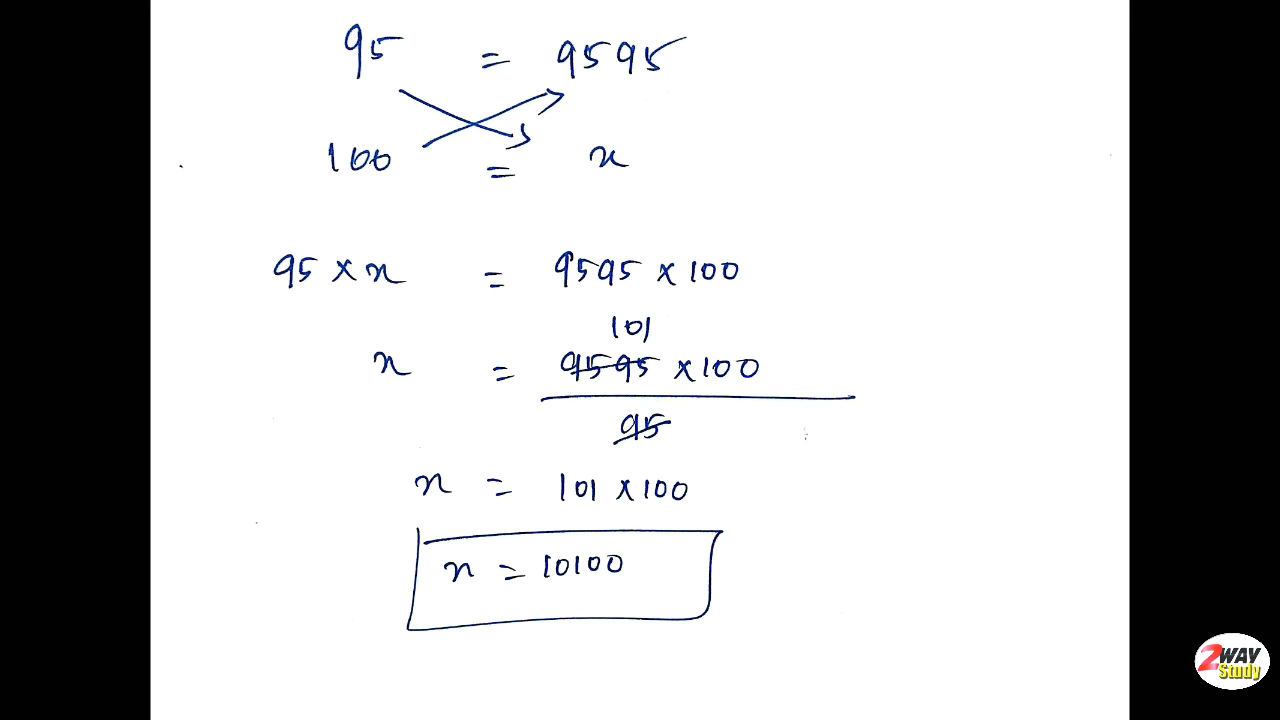 95 = 9595
100 = x
95 × x = 9595 × 100
101
x = 9595 × 100
95
x = 101 × 100
x = 10100
2WAY
Study